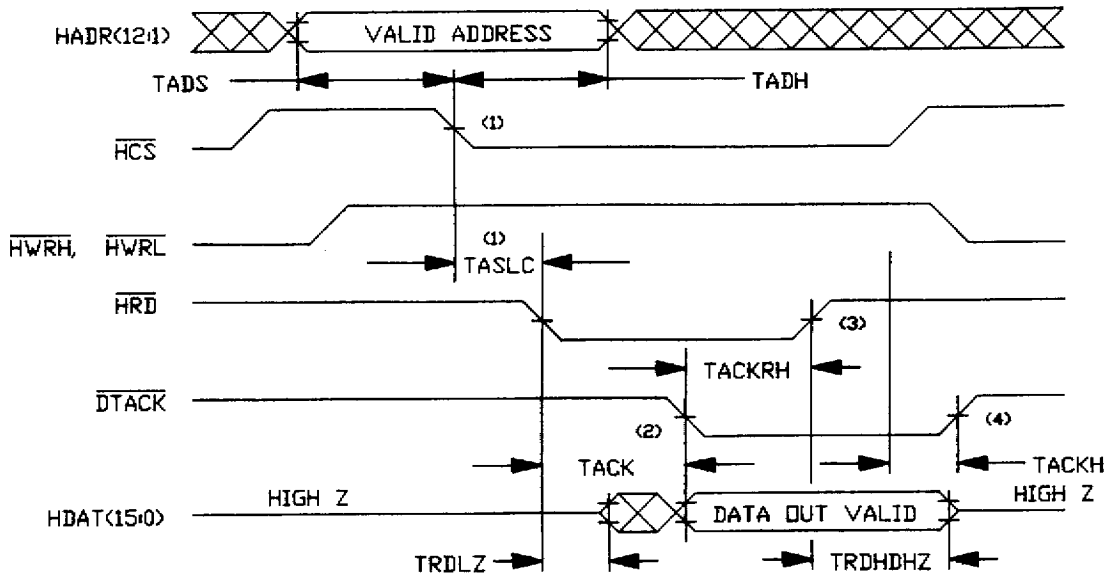 HADR(12:1) VALID ADDRESS
TADS TADH
HCS (1)
HWRH, HWRL (1)
TASLC
HRD (3)
TACKRH
DTACK (2) (4)
TACK TACKH
HDAT(15:0) HIGH Z DATA OUT VALID HIGH Z
TRDLZ TRDHDHZ